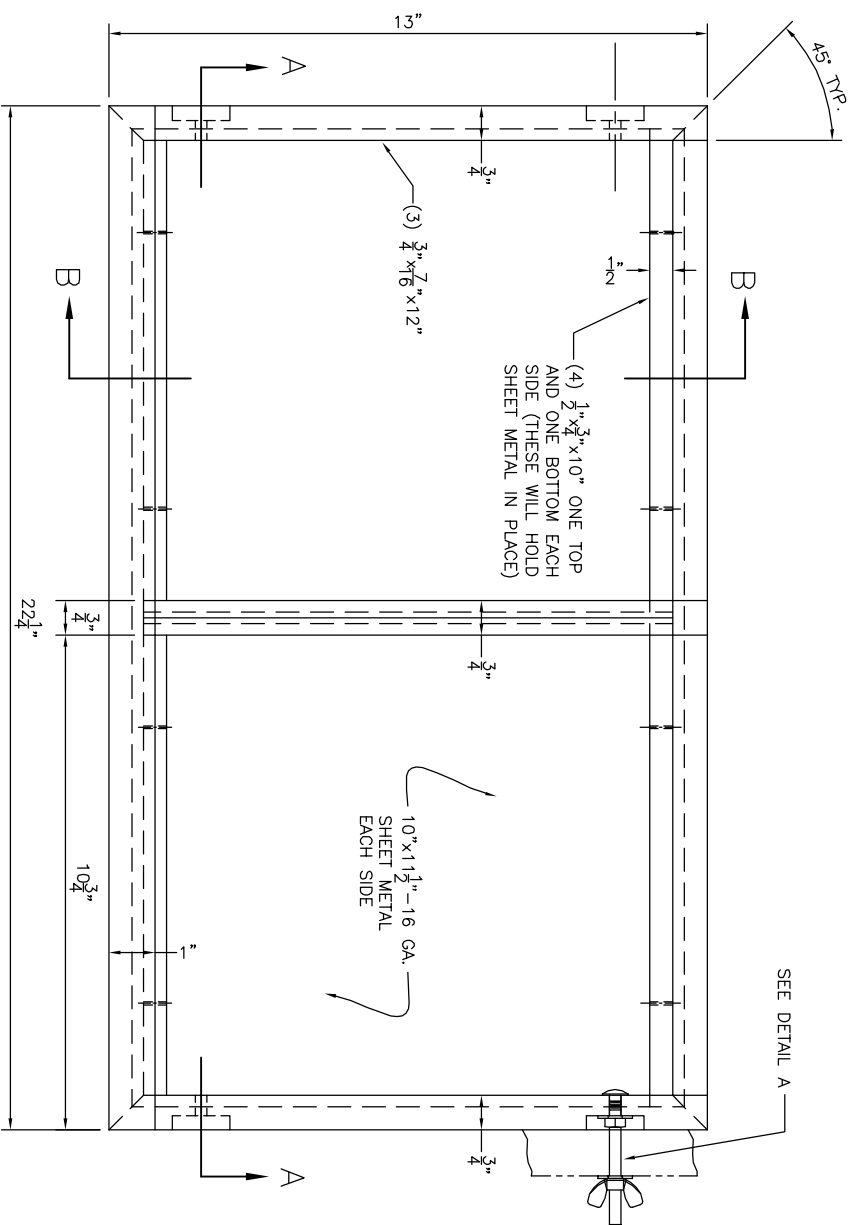 13"
45° TYP.
A
3/4"
(3) 3/4"x7/16"x12"
B
1/2"
B
(4) 1/2"x3/4"x10" ONE TOP
AND ONE BOTTOM EACH
SIDE (THESE WILL HOLD
SHEET METAL IN PLACE)
22 1/4"
3/4"
3/4"
10 3/4"
10"x11 1/2"-16 GA.
SHEET METAL
EACH SIDE
1"
SEE DETAIL A
A
3/4"